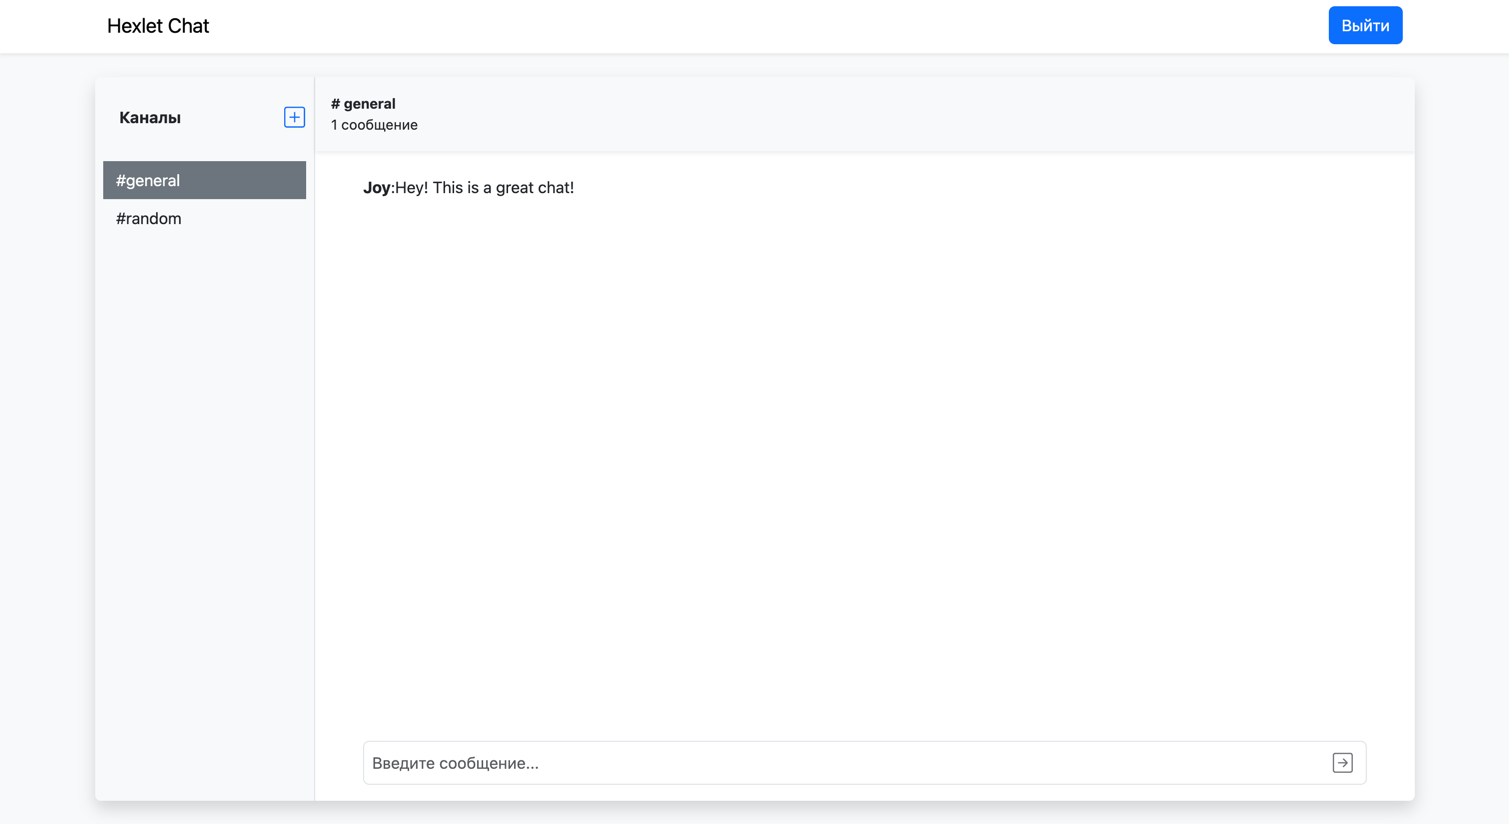 Hexlet Chat
Выйти
Каналы
#general
#random
# general
1 сообщение
Joy:Hey! This is a great chat!
Введите сообщение...